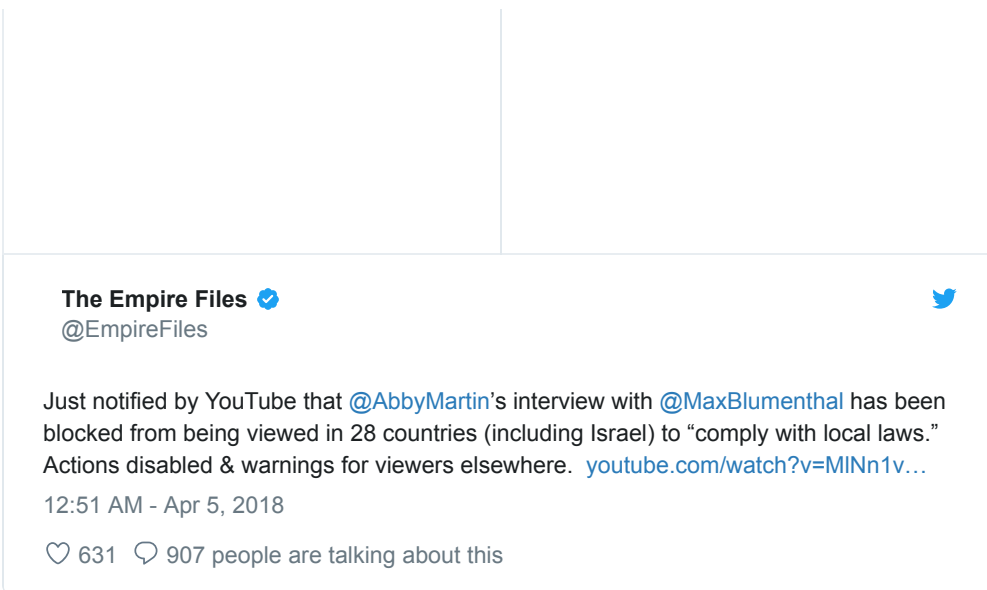 The Empire Files
@EmpireFiles
Just notified by YouTube that @AbbyMartin’s interview with @MaxBlumenthal has been
blocked from being viewed in 28 countries (including Israel) to “comply with local laws.”
Actions disabled & warnings for viewers elsewhere. youtube.com/watch?v=MlNn1v…
12:51 AM - Apr 5, 2018
631 907 people are talking about this